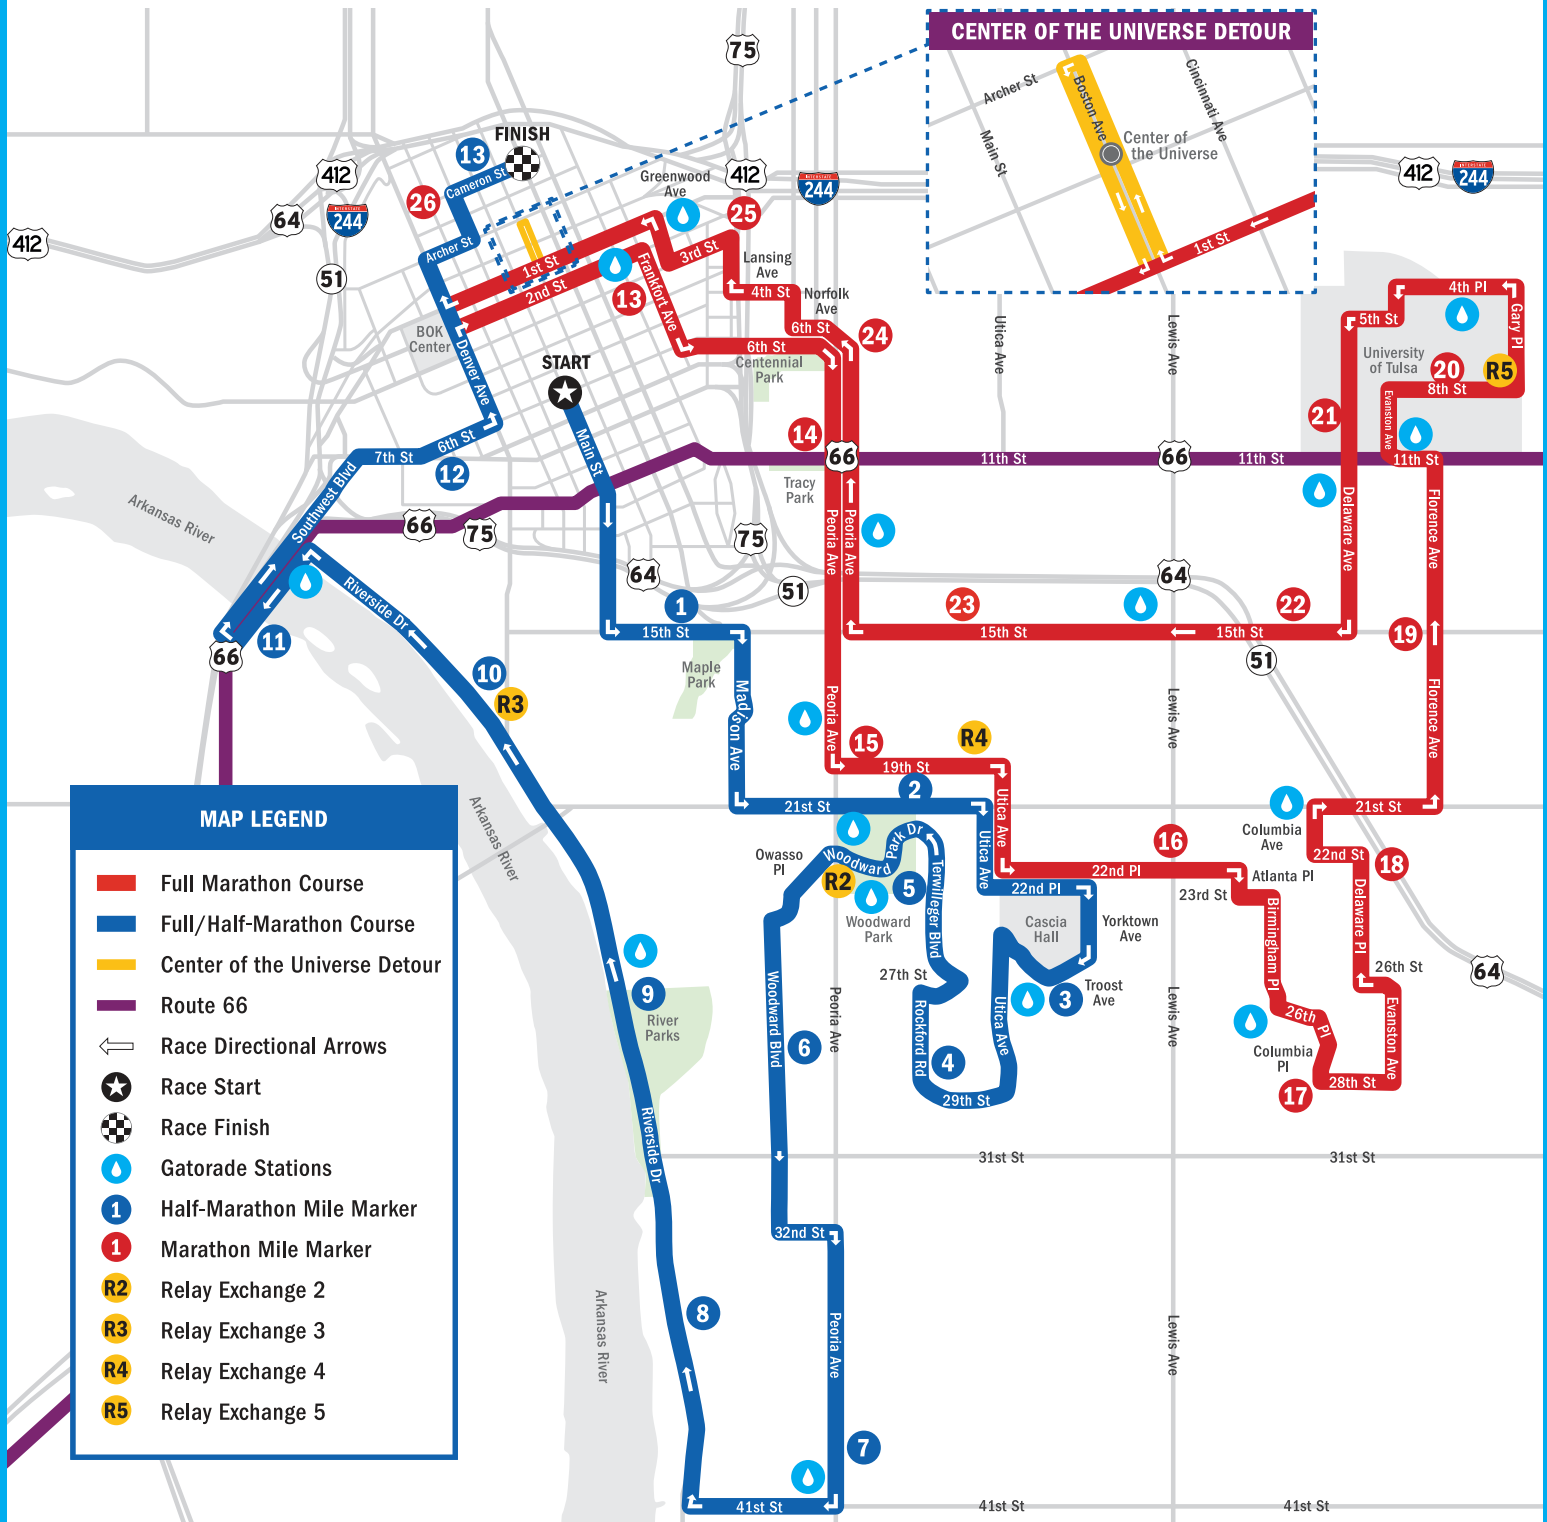 CENTER OF THE UNIVERSE DETOUR
Archer St
Boston Ave
Cincinnati Ave
Main St
Center of
the Universe
1st St
75
412
64
INTERSTATE
244
412
51
FINISH
13
Cameron St
26
Archer St
Greenwood
Ave
412
INTERSTATE
244
25
3rd St
Lansing
Ave
4th St
Norfolk
Ave
6th St
24
412
INTERSTATE
244
1st St
2nd St
13
Frankfort Ave
6th St
Centennial
Park
BOK
Center
Denver Ave
START
Main St
Utica Ave
Lewis Ave
4th Pl
5th St
Gary Pl
University
of Tulsa
20
R5
8th St
Evanston Ave
21
11th St
14
66
11th St
66
11th St
6th St
7th St
12
Southwest Blvd
Arkansas River
66
75
Tracy
Park
Peoria Ave
Peoria Ave
75
64
51
64
Delaware Ave
Florence Ave
1
15th St
23
15th St
15th St
22
19
51
Riverside Dr
11
66
10
R3
Maple
Park
Madison Ave
Peoria Ave
15
R4
19th St
Lewis Ave
Florence Ave
2
21st St
Utica Ave
Utica Ave
16
22nd Pl
Columbia
Ave
21st St
22nd St
18
Atlanta Pl
23rd St
Birmingham Pl
Delaware Pl
26th St
64
Evanston Ave
26th Pl
Columbia
Pl
28th St
17
Owasso
Pl
Woodward
Park Dr
R2
5
Woodward
Park
Terwilleger Blvd
22nd Pl
Cascia
Hall
Yorktown
Ave
Troost
Ave
3
27th St
Rockford Rd
Utica Ave
4
29th St
Woodward Blvd
6
Peoria Ave
Lewis Ave
Arkansas River
9
River
Parks
Riverside Dr
31st St
31st St
32nd St
Peoria Ave
Lewis Ave
8
Arkansas River
7
41st St
41st St
41st St
MAP LEGEND
Full Marathon Course
Full/Half-Marathon Course
Center of the Universe Detour
Route 66
Race Directional Arrows
Race Start
Race Finish
Gatorade Stations
1 Half-Marathon Mile Marker
1 Marathon Mile Marker
R2 Relay Exchange 2
R3 Relay Exchange 3
R4 Relay Exchange 4
R5 Relay Exchange 5